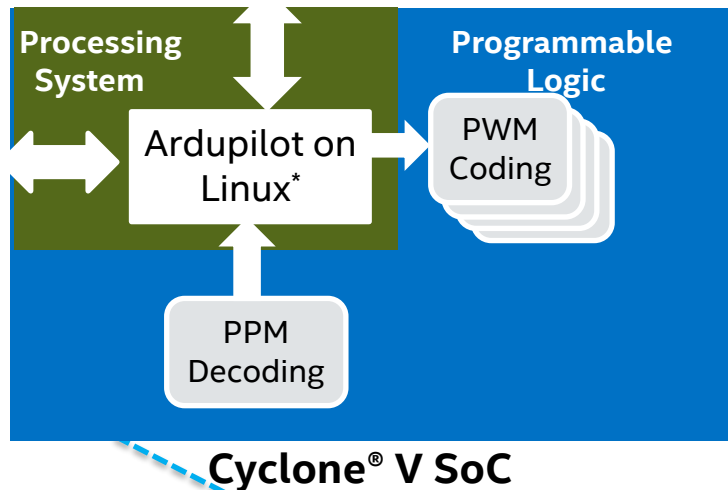 Processing
System
Programmable
Logic
Ardupilot on
Linux*
PWM
Coding
PPM
Decoding
Cyclone® V SoC